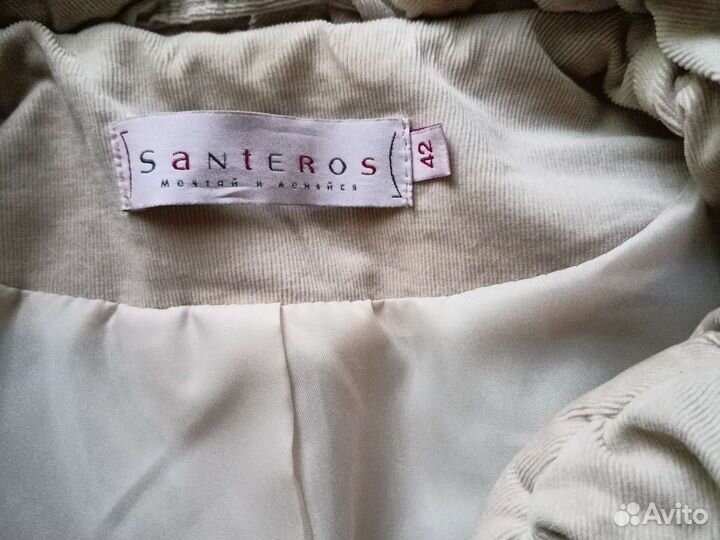 SANTEROS
мечтай и меняйся
42
Avito